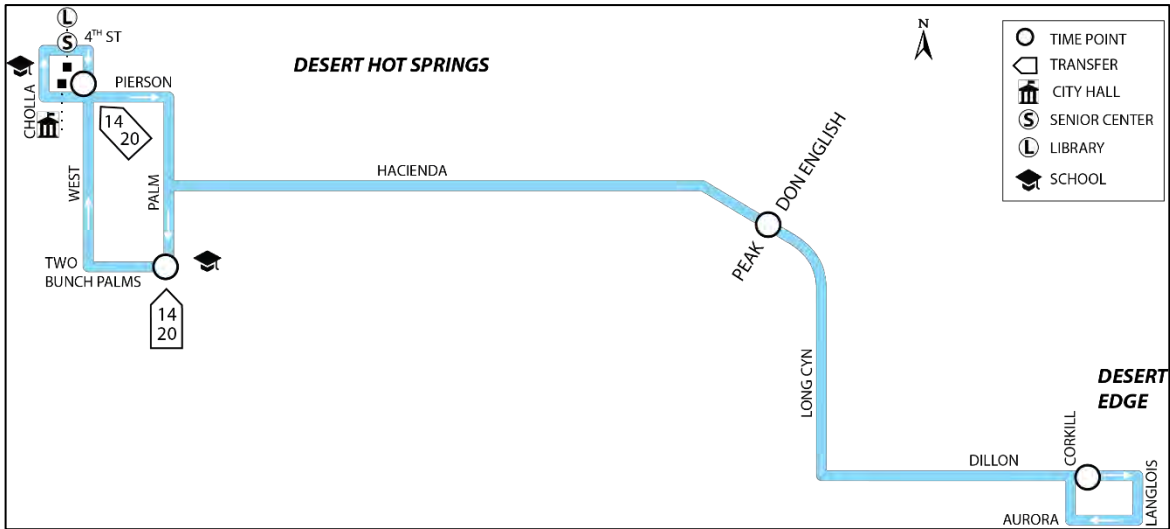 L
S
4TH ST
PIERSON
DESERT HOT SPRINGS
N
TIME POINT
TRANSFER
CITY HALL
S SENIOR CENTER
L LIBRARY
SCHOOL
CHOLLA
14
20
WEST
PALM
HACIENDA
DON ENGLISH
PEAK
TWO
BUNCH PALMS
14
20
LONG CYN
DESERT
EDGE
CORKILL
DILLON
LANGLOIS
AURORA